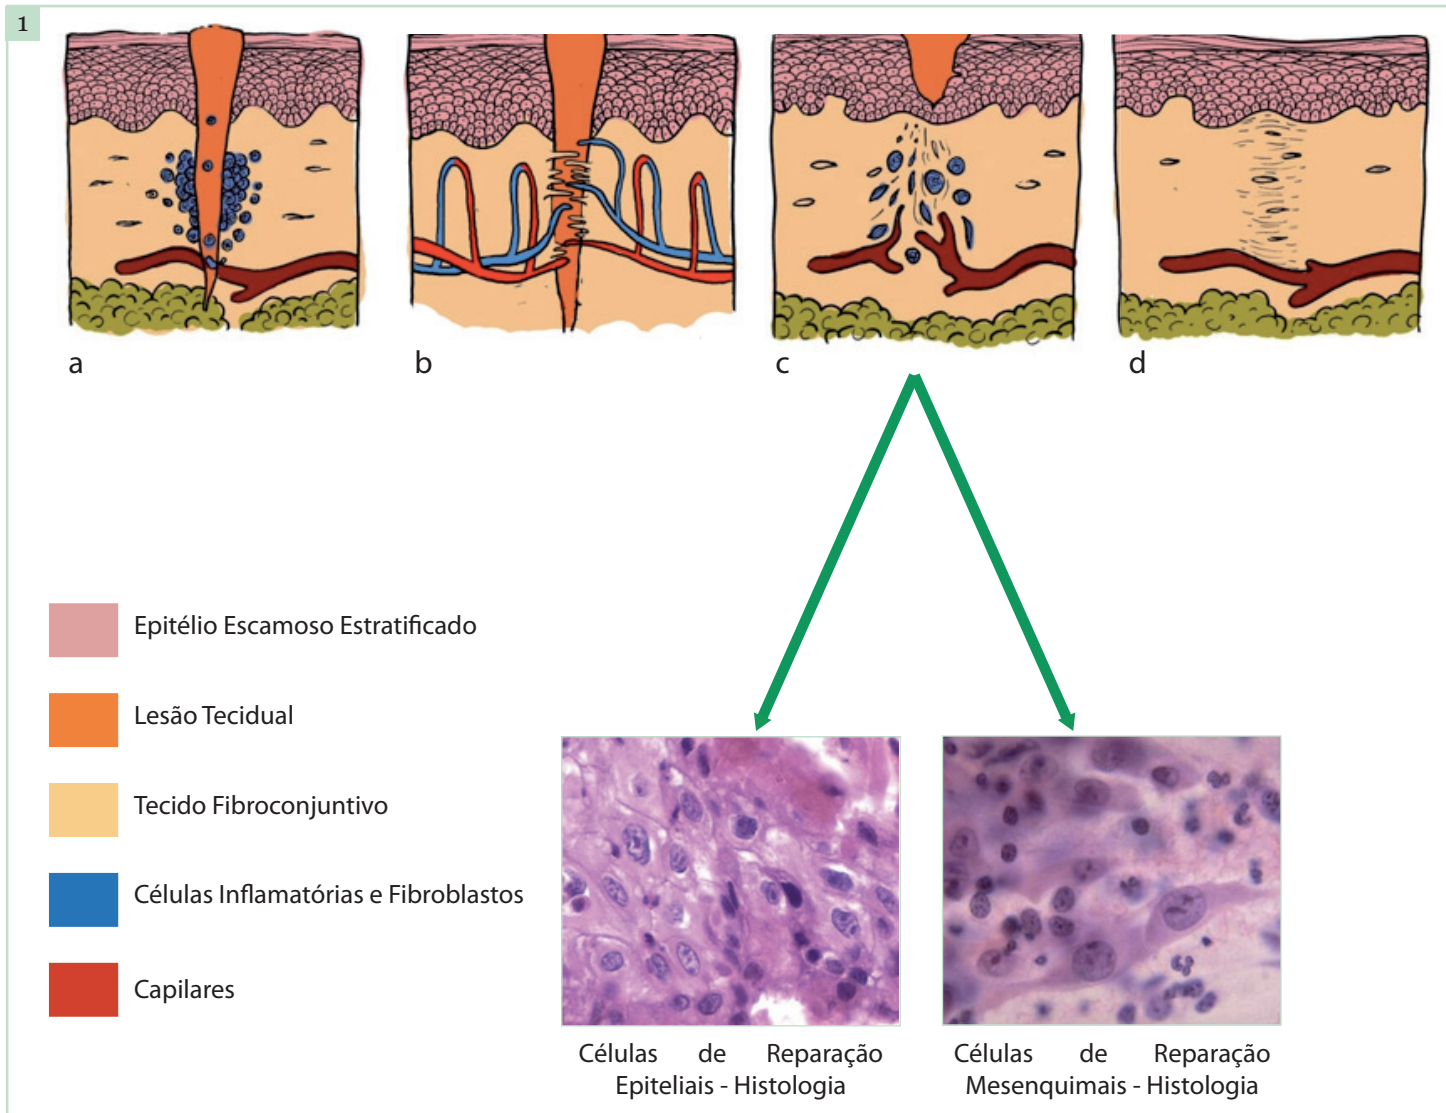 1
a
b
c
d
Epitélio Escamoso Estratificado
Lesão Tecidual
Tecido Fibroconjuntivo
Células Inflamatórias e Fibroblastos
Capilares
Células de Reparação
Epiteliais - Histologia
Células de Reparação
Mesenquimais - Histologia